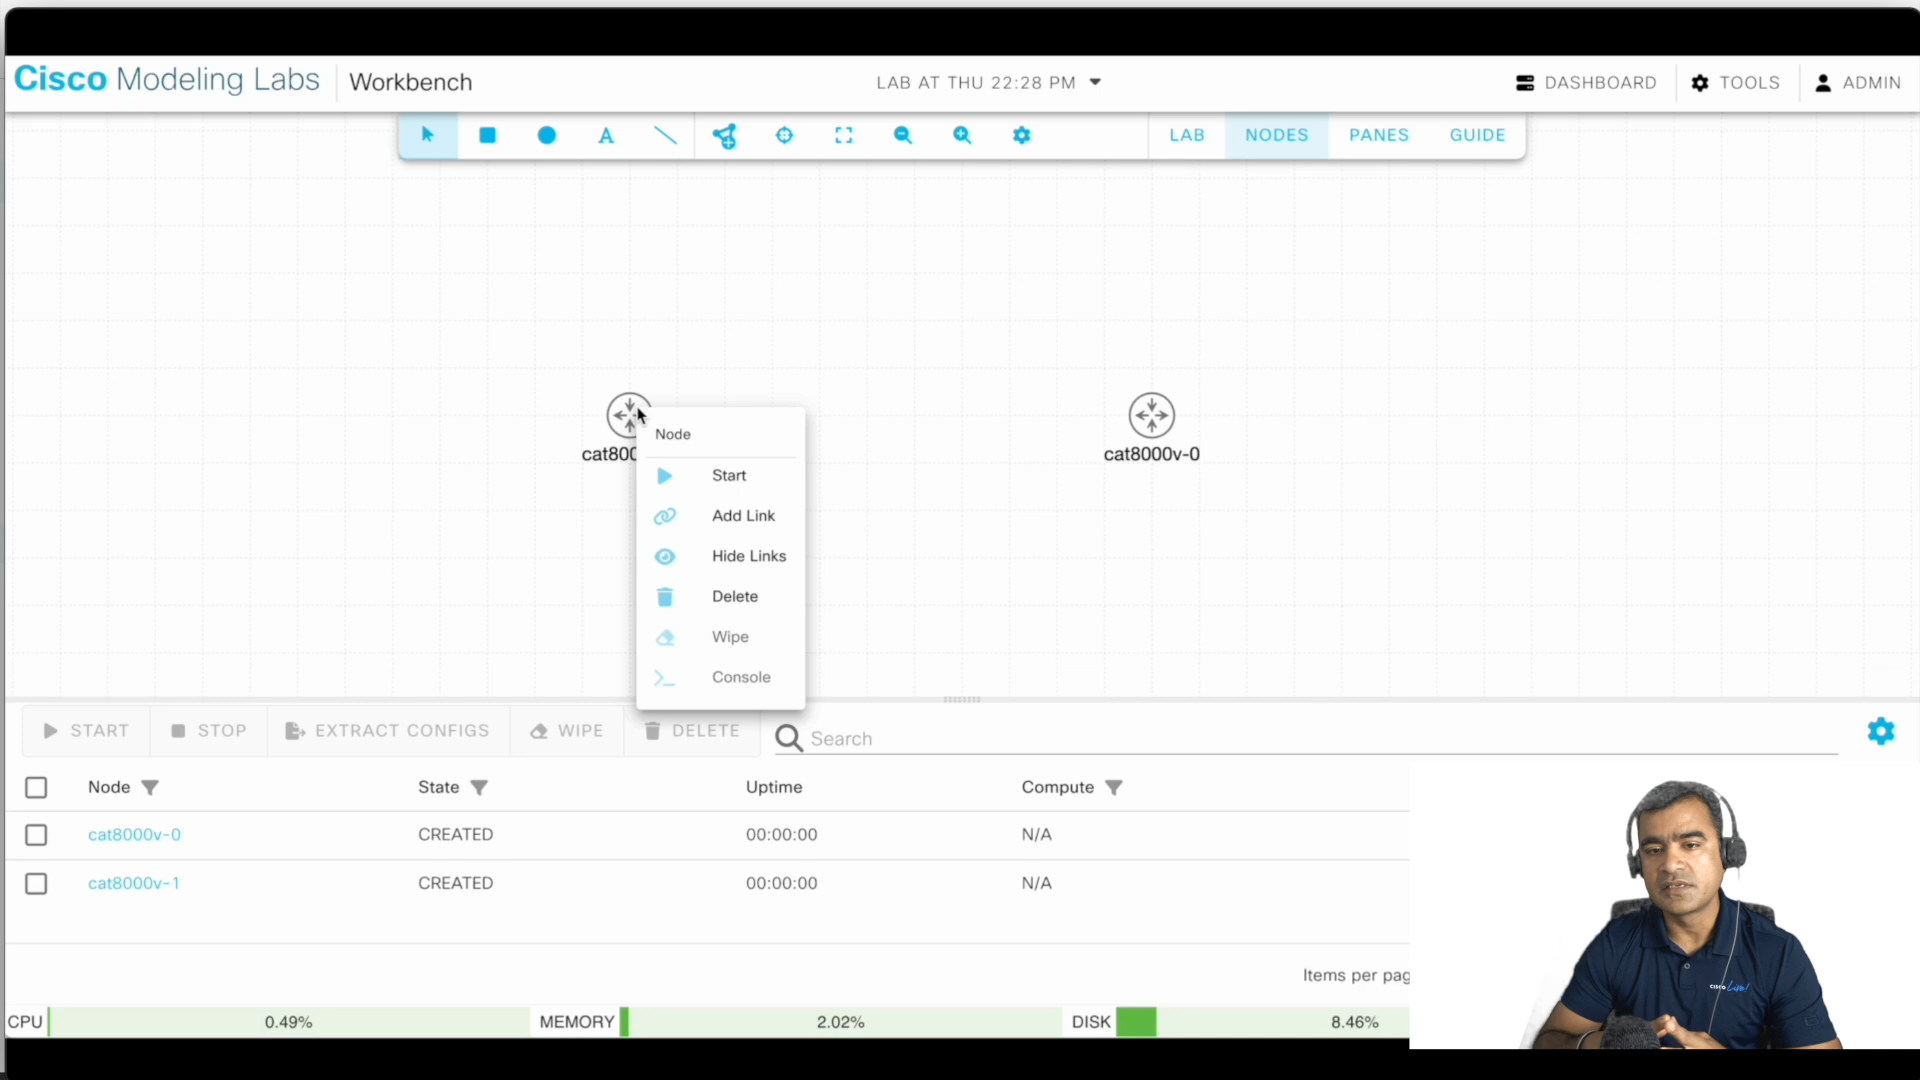 Cisco Modeling Labs Workbench LAB AT THU 22:28 PM DASHBOARD TOOLS ADMIN
A LAB NODES PANES GUIDE
cat800
cat8000v-0
Node
Start
Add Link
Hide Links
Delete
Wipe
Console
START STOP EXTRACT CONFIGS WIPE DELETE Search
Node State Uptime Compute
cat8000v-0 CREATED 00:00:00 N/A
cat8000v-1 CREATED 00:00:00 N/A
Items per pag
CPU 0.49% MEMORY 2.02% DISK 8.46%
CISCO Live!